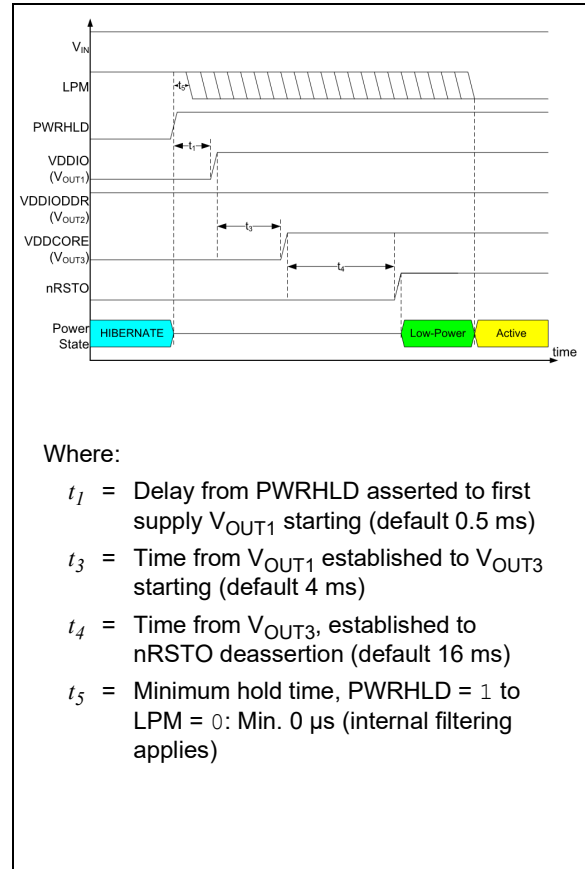 V_IN
LPM
t₅
PWRHLD
t₁
VDDIO
(V_OUT1)
VDDIODDR
(V_OUT2)
t₃
VDDCORE
(V_OUT3)
t₄
nRSTO
Power
State
HIBERNATE
Low-Power
Active
time
Where:
t₁ = Delay from PWRHLD asserted to first
supply V_OUT1 starting (default 0.5 ms)
t₃ = Time from V_OUT1 established to V_OUT3
starting (default 4 ms)
t₄ = Time from V_OUT3, established to
nRSTO deassertion (default 16 ms)
t₅ = Minimum hold time, PWRHLD = 1 to
LPM = 0: Min. 0 µs (internal filtering
applies)